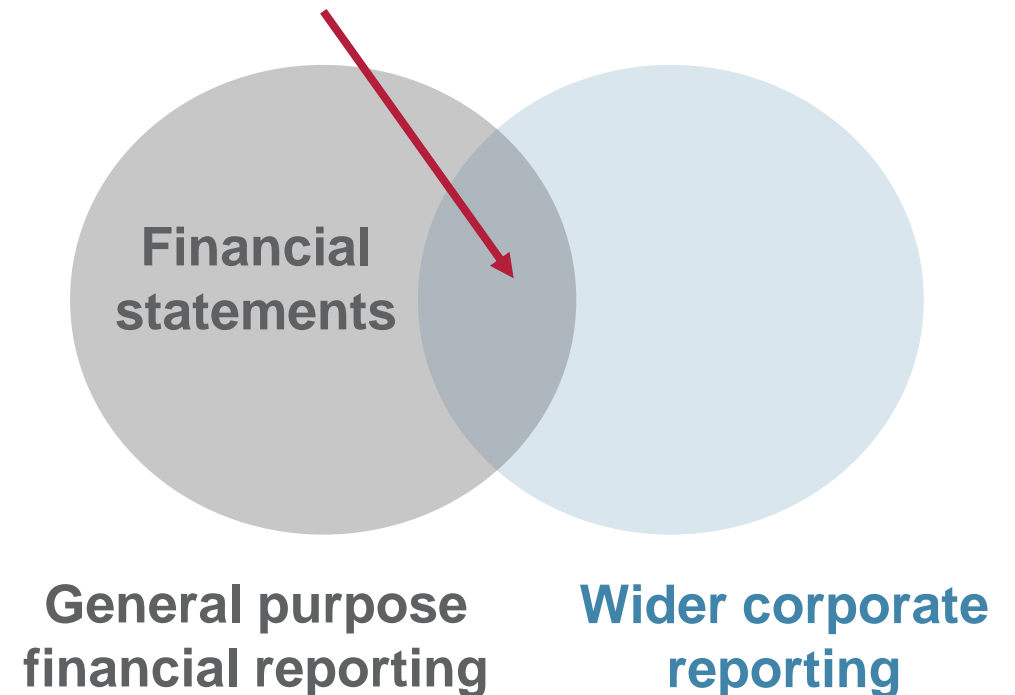 Financial
statements
General purpose
financial reporting
Wider corporate
reporting